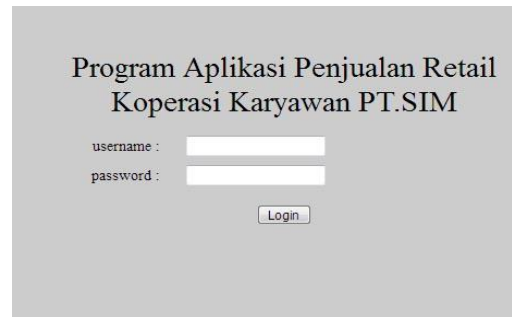 Program Aplikasi Penjualan Retail
Koperasi Karyawan PT.SIM
username :
password :
Login